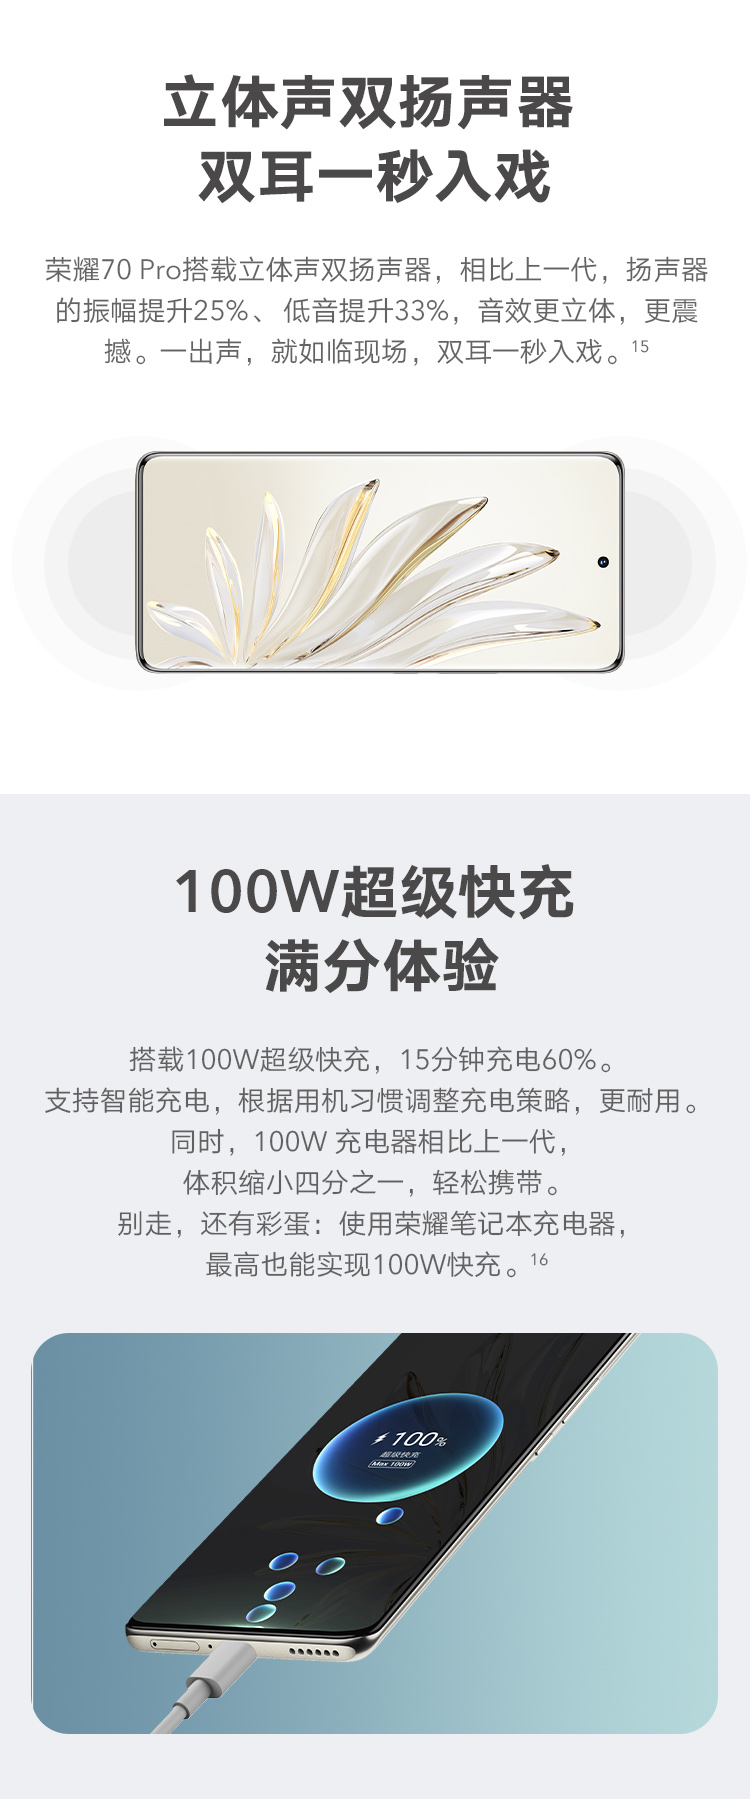 立体声双扬声器
双耳一秒入戏
荣耀70 Pro搭载立体声双扬声器，相比上一代，扬声器
的振幅提升25%、低音提升33%，音效更立体，更震
撼。一出声，就如临现场，双耳一秒入戏。15
100W超级快充
满分体验
搭载100W超级快充，15分钟充电60%。
支持智能充电，根据用机习惯调整充电策略，更耐用。
同时，100W 充电器相比上一代，
体积缩小四分之一，轻松携带。
别走，还有彩蛋：使用荣耀笔记本充电器，
最高也能实现100W快充。16
100%
超级快充
Max 100W